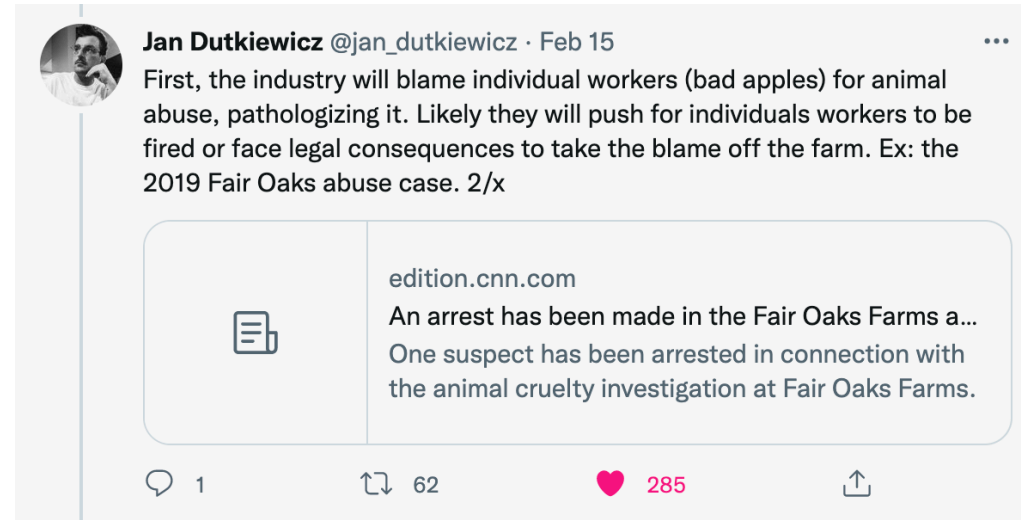 Jan Dutkiewicz @jan_dutkiewicz · Feb 15
First, the industry will blame individual workers (bad apples) for animal
abuse, pathologizing it. Likely they will push for individuals workers to be
fired or face legal consequences to take the blame off the farm. Ex: the
2019 Fair Oaks abuse case. 2/x
edition.cnn.com
An arrest has been made in the Fair Oaks Farms a...
One suspect has been arrested in connection with
the animal cruelty investigation at Fair Oaks Farms.
1 62 285